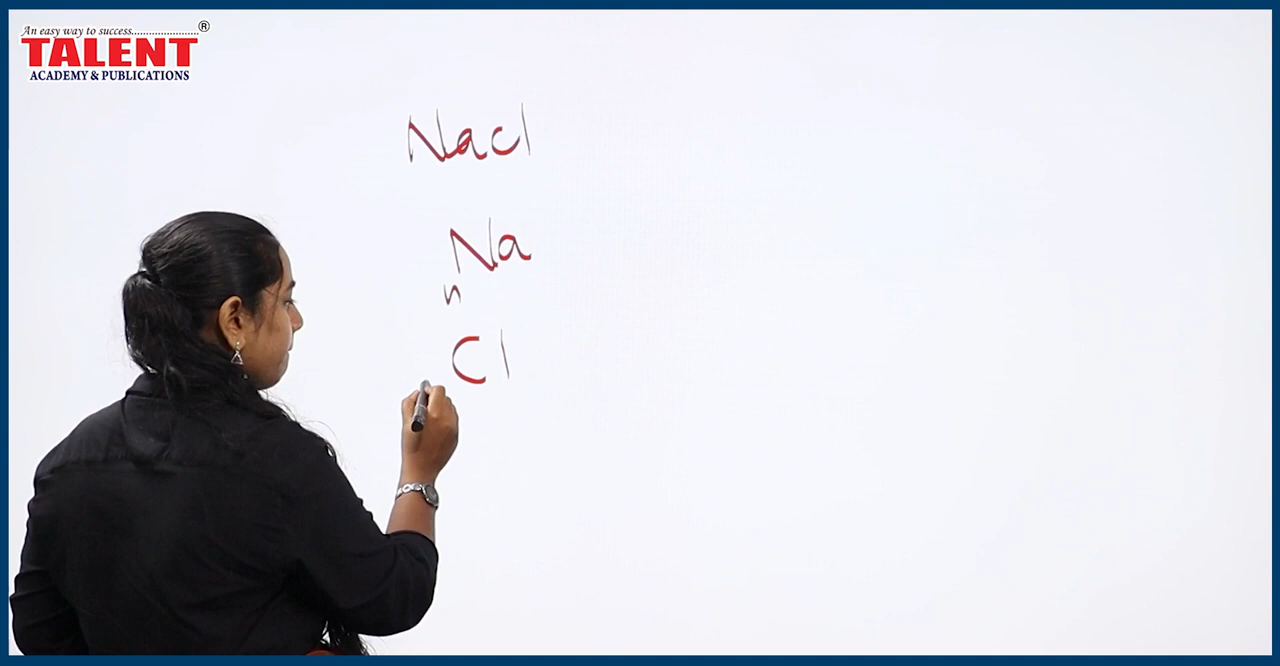 An easy way to success......................®
TALENT
ACADEMY & PUBLICATIONS
Nacl
Na
Cl